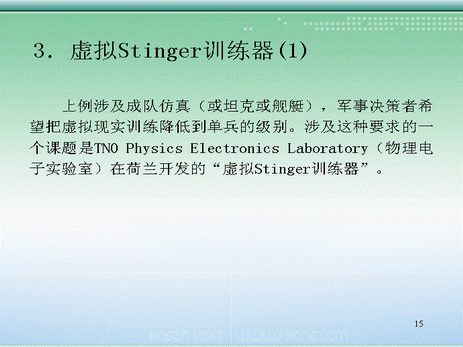 3. 虚拟Stinger训练器(1)
上例涉及成队仿真（或坦克或舰艇），军事决策者希
望把虚拟现实训练降低到单兵的级别。涉及这种要求的一
个课题是TNO Physics Electronics Laboratory（物理电
子实验室）在荷兰开发的“虚拟Stinger训练器”。
15